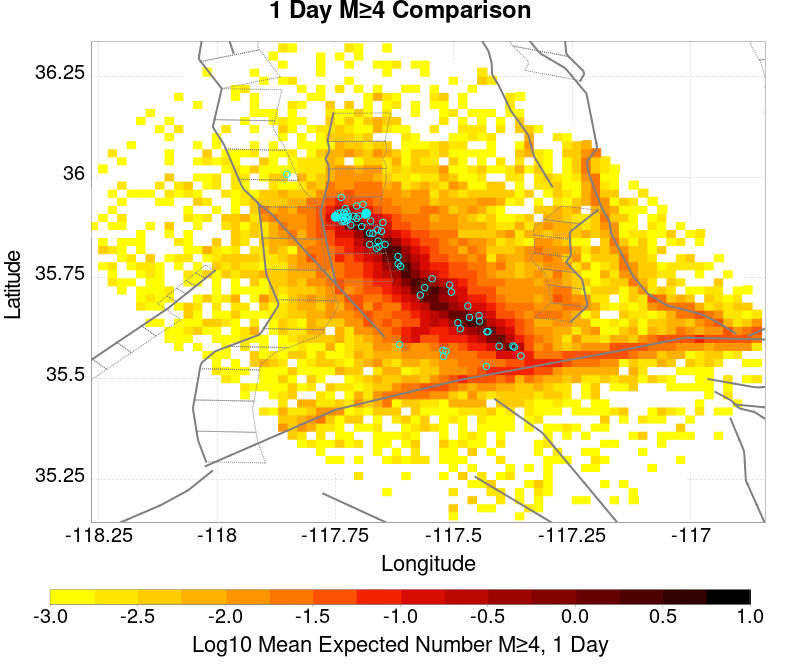 1 Day M≥4 Comparison
36.25
36
35.75
35.5
35.25
Latitude
-118.25 -118 -117.75 -117.5 -117.25 -117
Longitude
-3.0 -2.5 -2.0 -1.5 -1.0 -0.5 0.0 0.5 1.0
Log10 Mean Expected Number M≥4, 1 Day